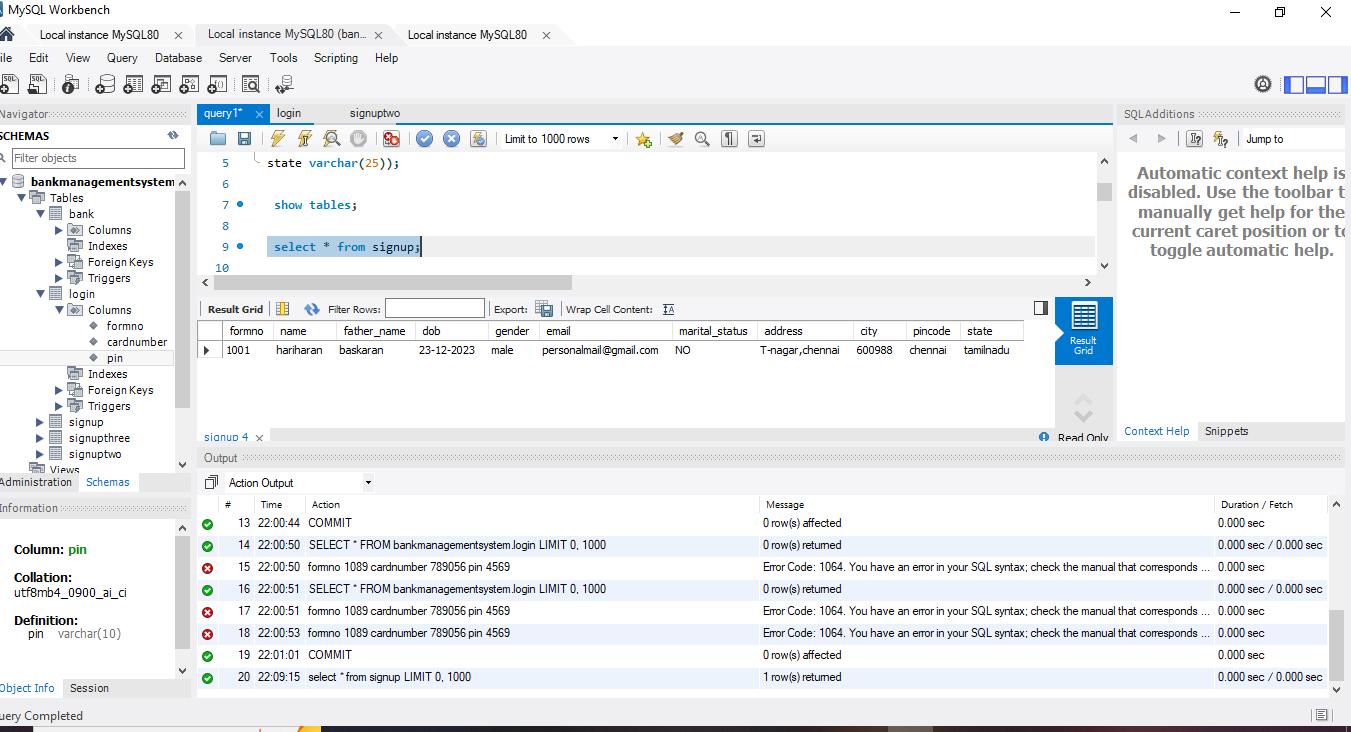 MySQL Workbench
Local instance MySQL80 × Local instance MySQL80 (ban... × Local instance MySQL80 ×
ile Edit View Query Database Server Tools Scripting Help
Navigator
SCHEMAS
Filter objects
bankmanagementsystem
Tables
bank
Columns
Indexes
Foreign Keys
Triggers
login
Columns
formno
cardnumber
pin
Indexes
Foreign Keys
Triggers
signup
signupthree
signuptwo
Views
Administration Schemas
Information
Column: pin
Collation:
utf8mb4_0900_ai_ci
Definition:
pin varchar(10)
Object Info Session
uery Completed
query1* × login signuptwo
Limit to 1000 rows
5 state varchar(25));
6
7 show tables;
8
9 select * from signup;
10
Result Grid Filter Rows: Export: Wrap Cell Content:
formno name father_name dob gender email marital_status address city pincode state
1001 hariharan baskaran 23-12-2023 male personalmail@gmail.com NO T-nagar,chennai 600988 chennai tamilnadu
Result
Grid
signup 4 × Read Only
SQLAdditions
Jump to
Automatic context help is
disabled. Use the toolbar t
manually get help for the
current caret position or to
toggle automatic help.
Context Help Snippets
Output
Action Output
# Time Action Message Duration / Fetch
13 22:00:44 COMMIT 0 row(s) affected 0.000 sec
14 22:00:50 SELECT * FROM bankmanagementsystem.login LIMIT 0, 1000 0 row(s) returned 0.000 sec / 0.000 sec
15 22:00:50 formno 1089 cardnumber 789056 pin 4569 Error Code: 1064. You have an error in your SQL syntax; check the manual that corresponds ... 0.000 sec
16 22:00:51 SELECT * FROM bankmanagementsystem.login LIMIT 0, 1000 0 row(s) returned 0.000 sec / 0.000 sec
17 22:00:51 formno 1089 cardnumber 789056 pin 4569 Error Code: 1064. You have an error in your SQL syntax; check the manual that corresponds ... 0.000 sec
18 22:00:53 formno 1089 cardnumber 789056 pin 4569 Error Code: 1064. You have an error in your SQL syntax; check the manual that corresponds ... 0.000 sec
19 22:01:01 COMMIT 0 row(s) affected 0.000 sec
20 22:09:15 select * from signup LIMIT 0, 1000 1 row(s) returned 0.000 sec / 0.000 sec